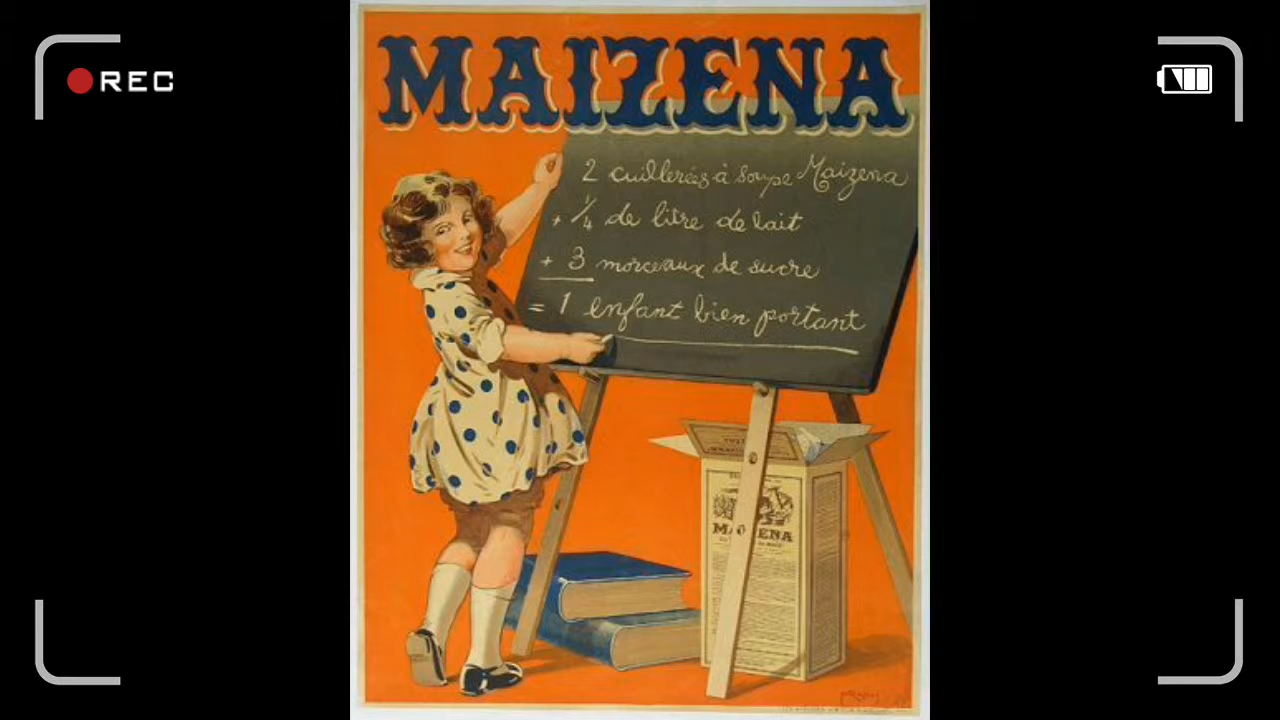 REC
MAIZENA
2 cuillerées à soupe Maizena
+ 1/4 de litre de lait
+ 3 morceaux de sucre
= 1 enfant bien portant
MAIZENA